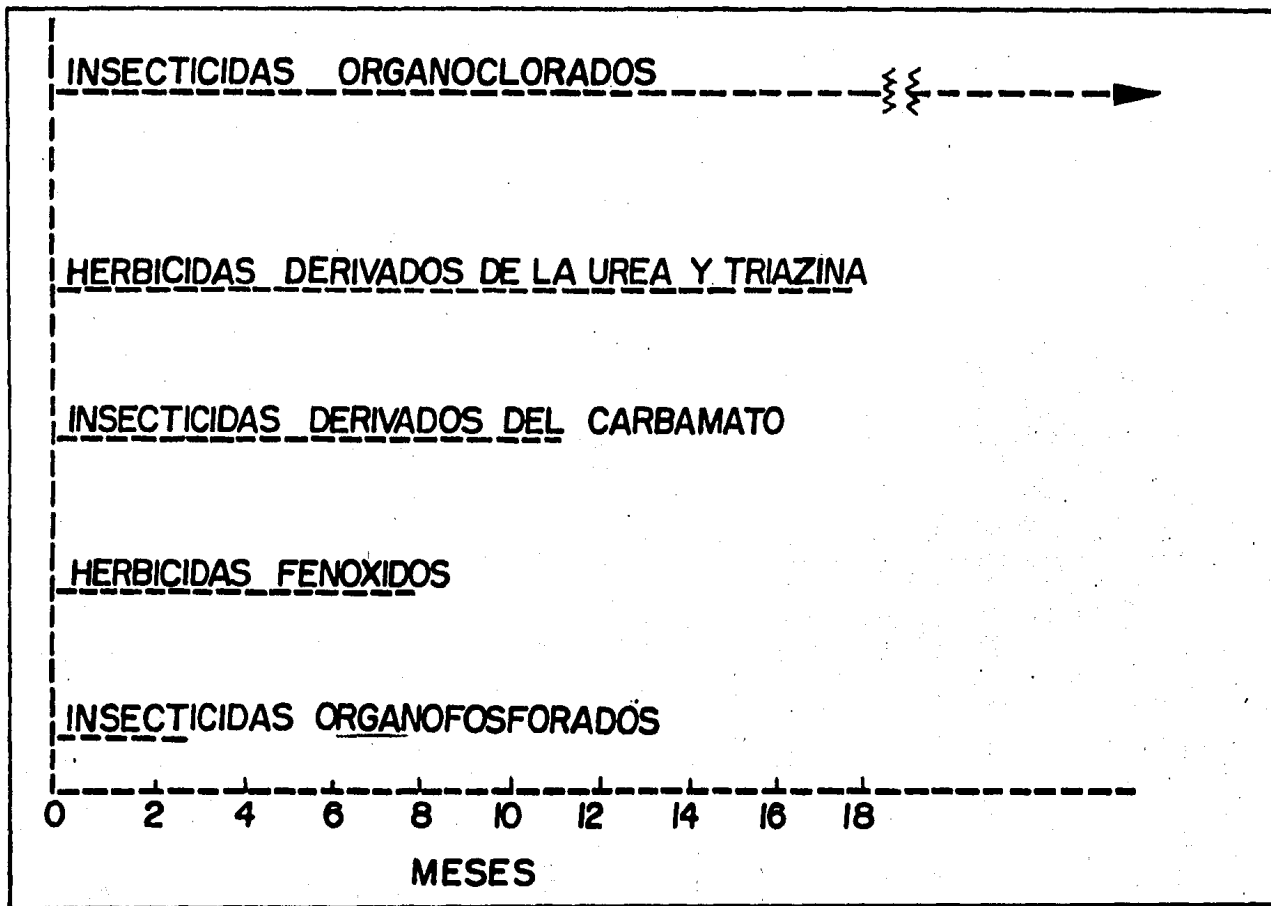 INSECTICIDAS ORGANOCLORADOS
HERBICIDAS DERIVADOS DE LA UREA Y TRIAZINA
INSECTICIDAS DERIVADOS DEL CARBAMATO
HERBICIDAS FENOXIDOS
INSECTICIDAS ORGANOFOSFORADOS
0 2 4 6 8 10 12 14 16 18
MESES